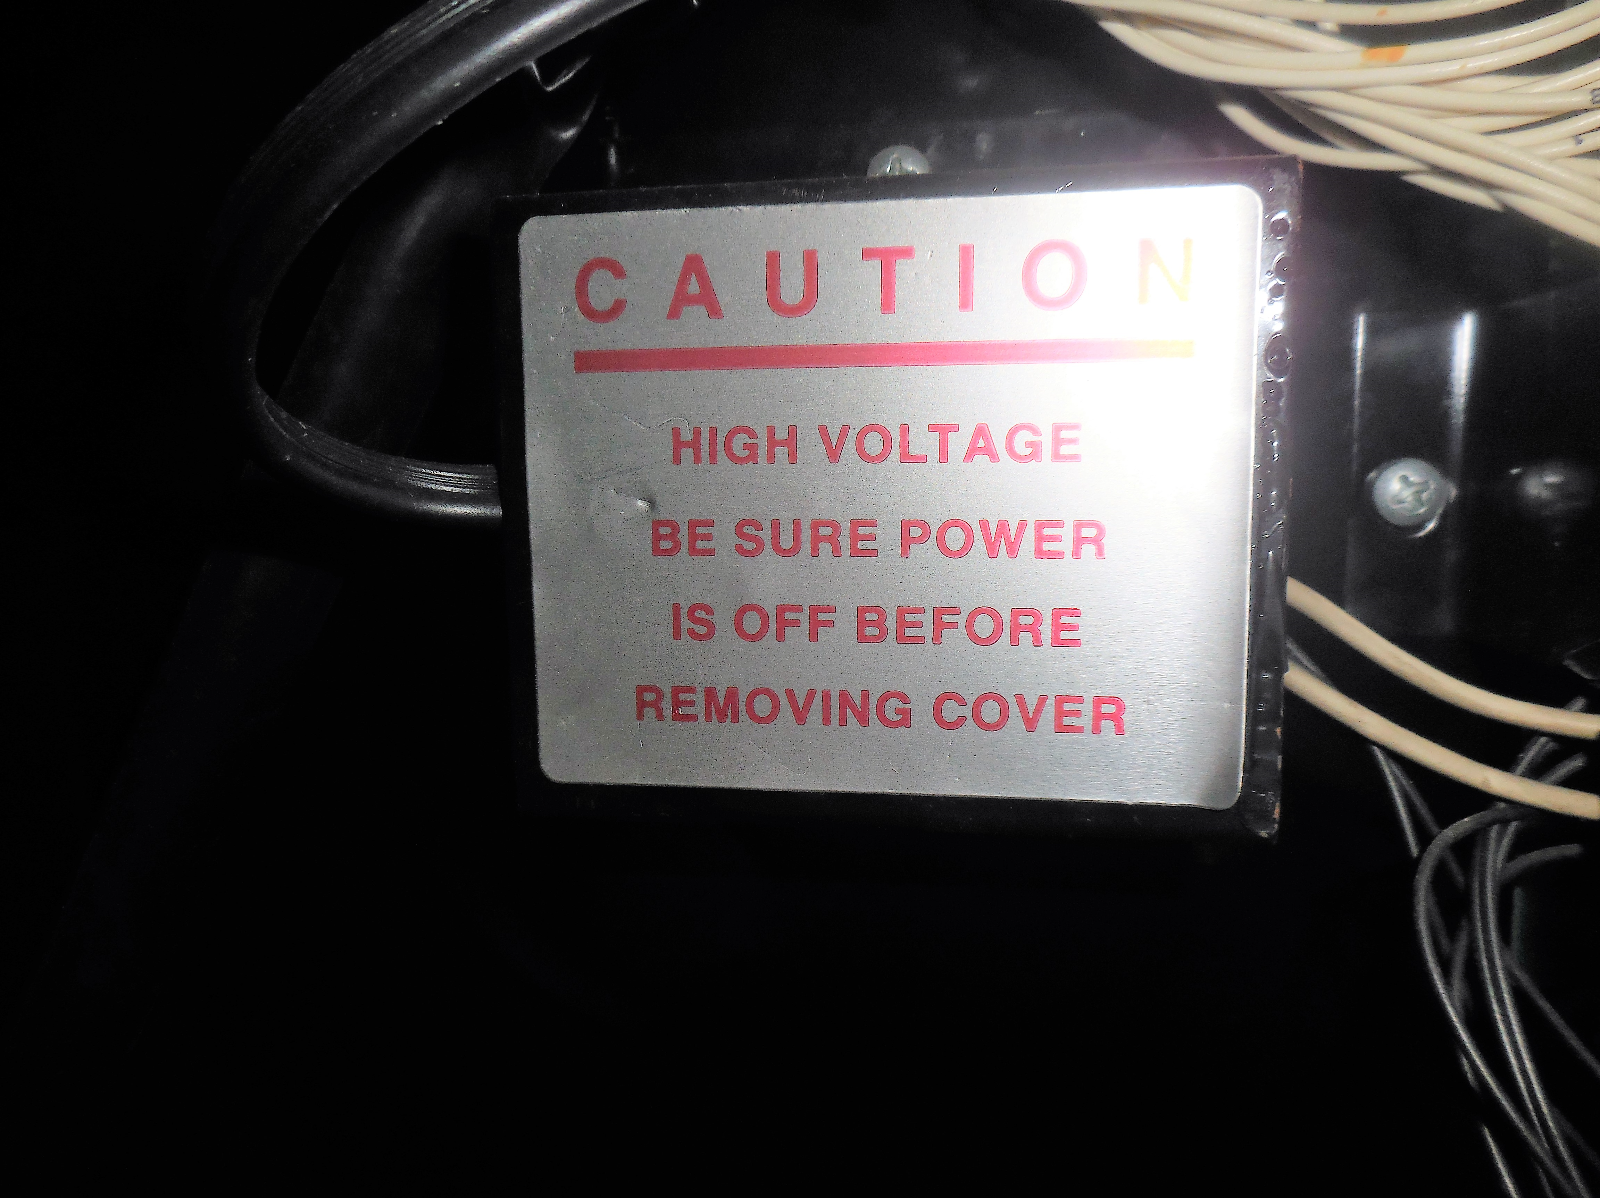 CAUTION
HIGH VOLTAGE
BE SURE POWER
IS OFF BEFORE
REMOVING COVER